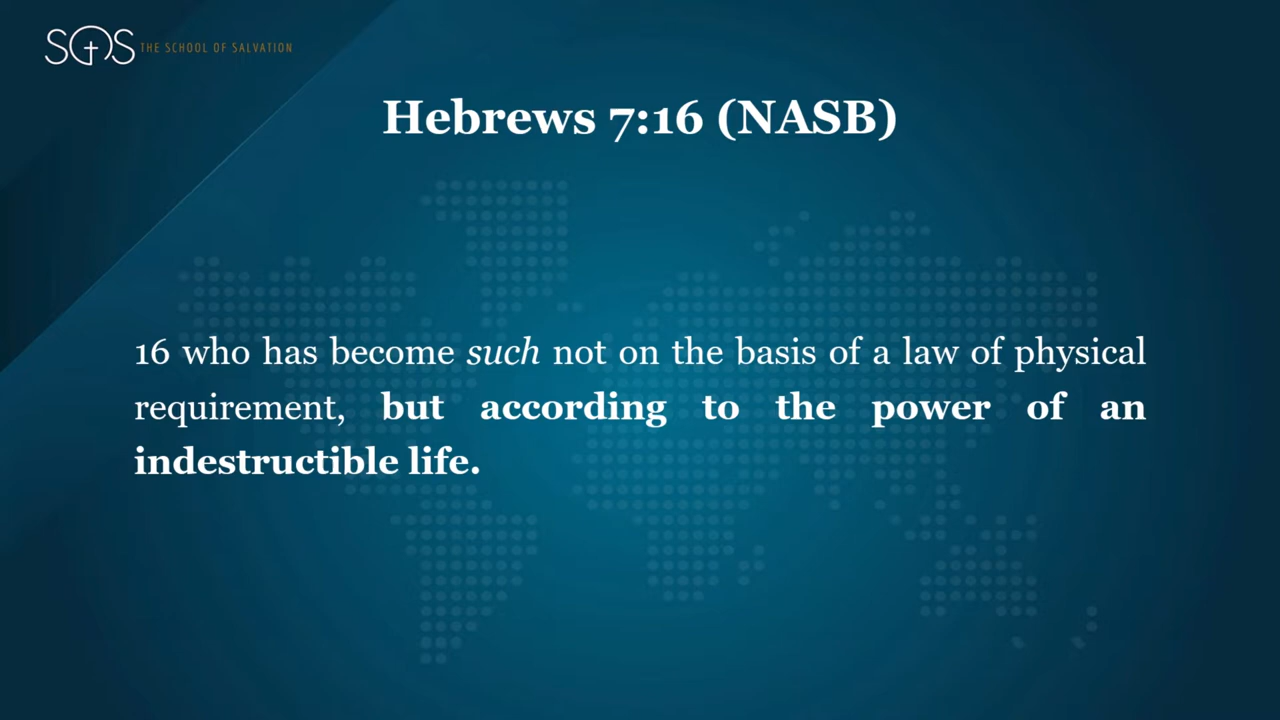 SOS THE SCHOOL OF SALVATION
Hebrews 7:16 (NASB)
16 who has become such not on the basis of a law of physical
requirement, but according to the power of an
indestructible life.